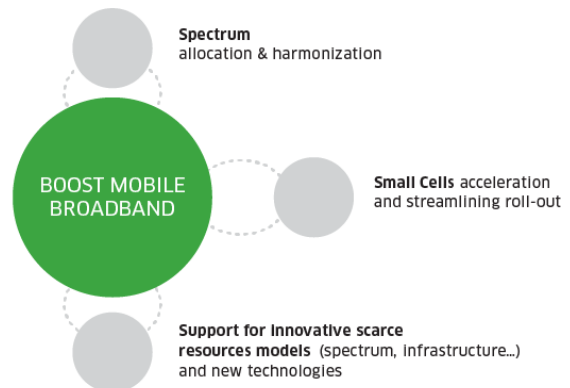 Spectrum
allocation & harmonization
BOOST MOBILE
BROADBAND
Small Cells acceleration
and streamlining roll-out
Support for innovative scarce
resources models (spectrum, infrastructure...)
and new technologies